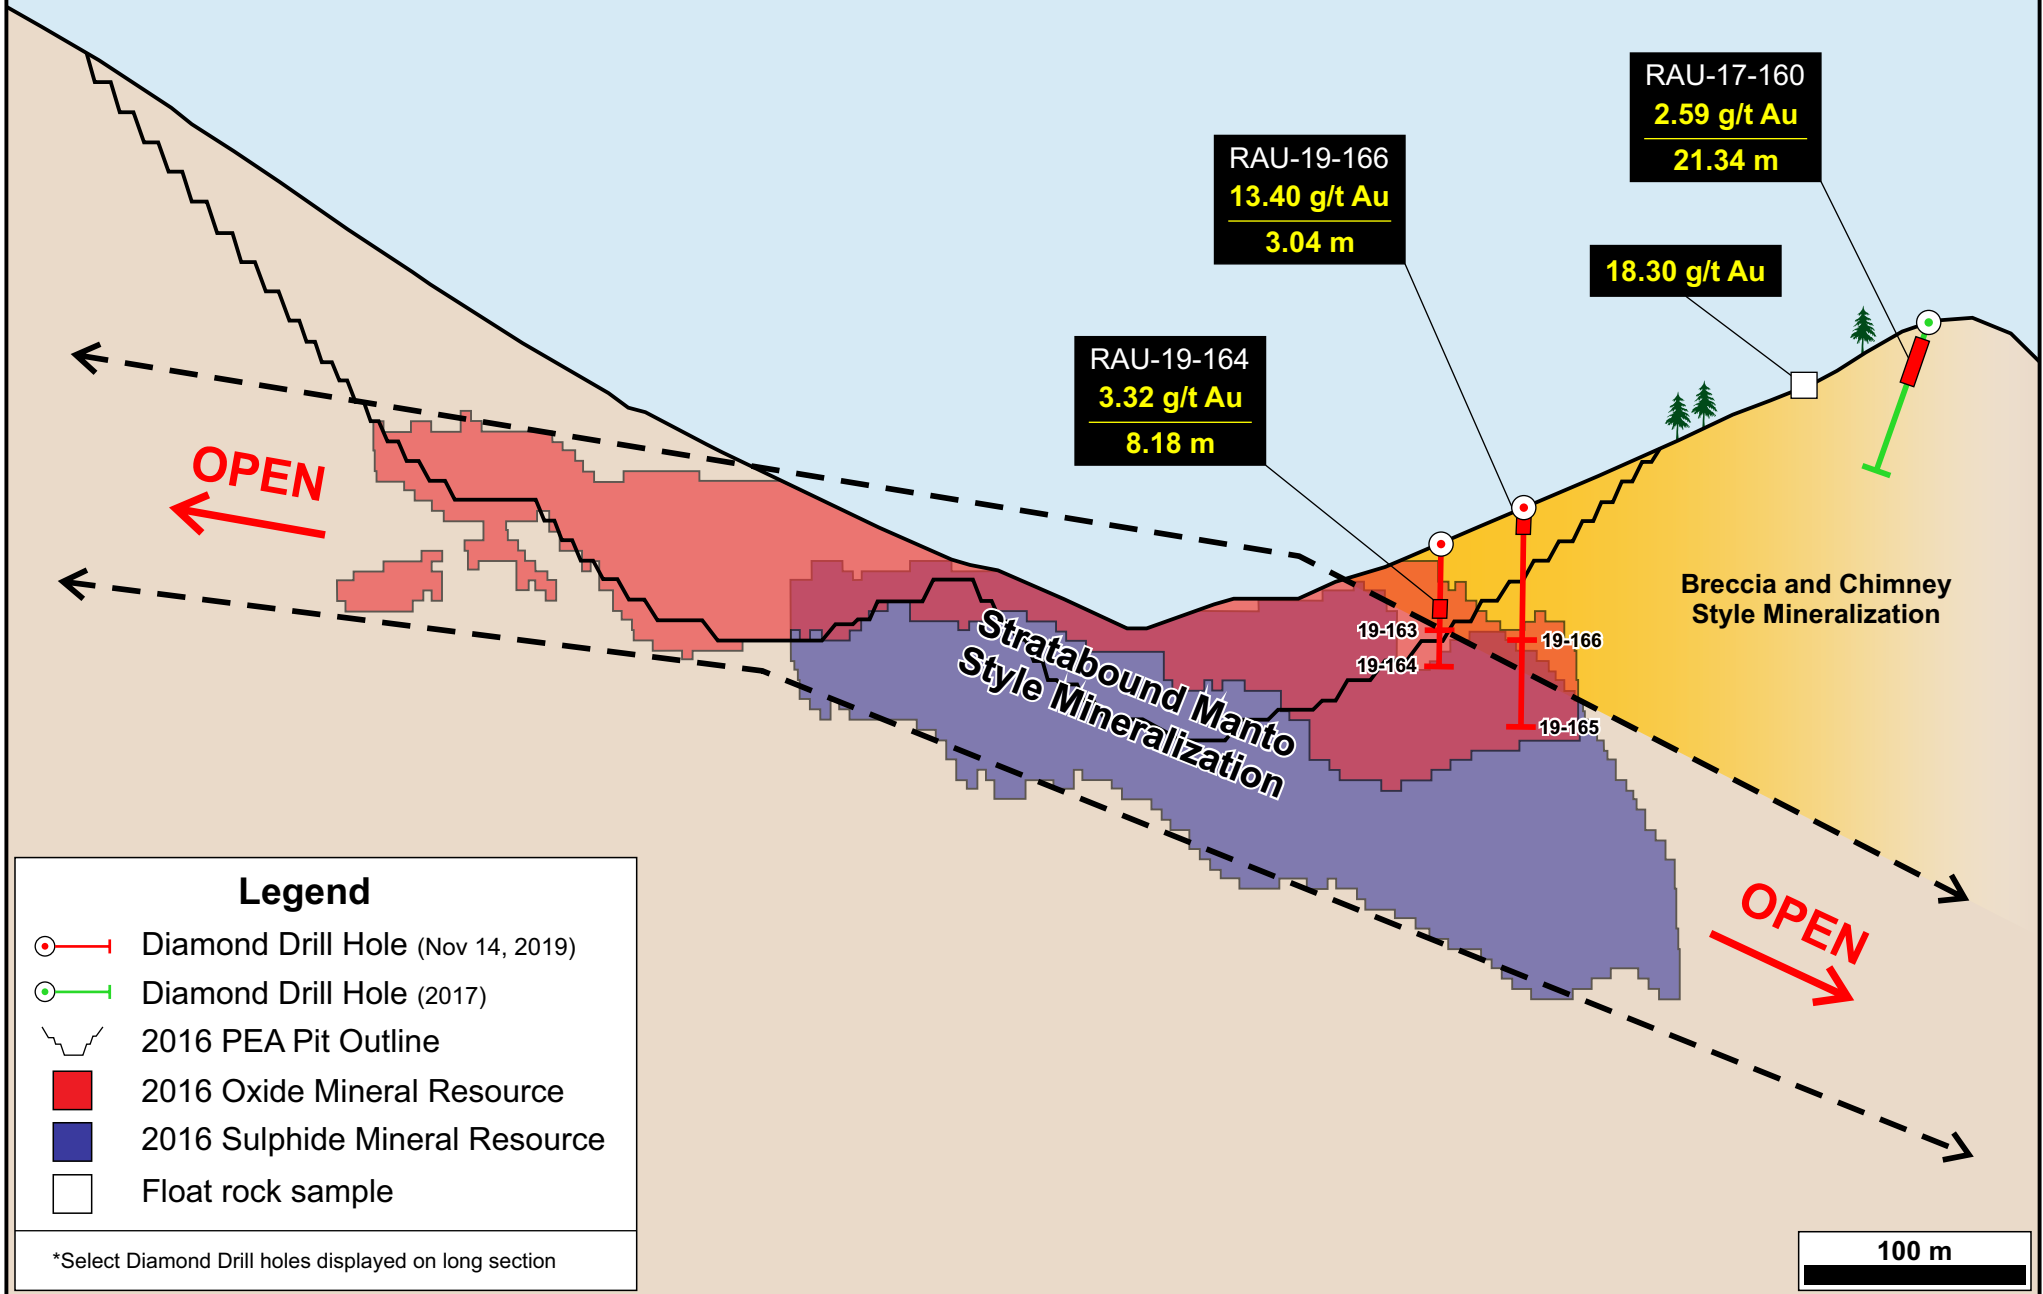 RAU-17-160
2.59 g/t Au
21.34 m
RAU-19-166
13.40 g/t Au
3.04 m
18.30 g/t Au
RAU-19-164
3.32 g/t Au
8.18 m
OPEN
Breccia and Chimney
Style Mineralization
19-163
19-166
19-164
19-165
Stratabound Manto
Style Mineralization
OPEN
Legend
Diamond Drill Hole (Nov 14, 2019)
Diamond Drill Hole (2017)
2016 PEA Pit Outline
2016 Oxide Mineral Resource
2016 Sulphide Mineral Resource
Float rock sample
*Select Diamond Drill holes displayed on long section
100 m